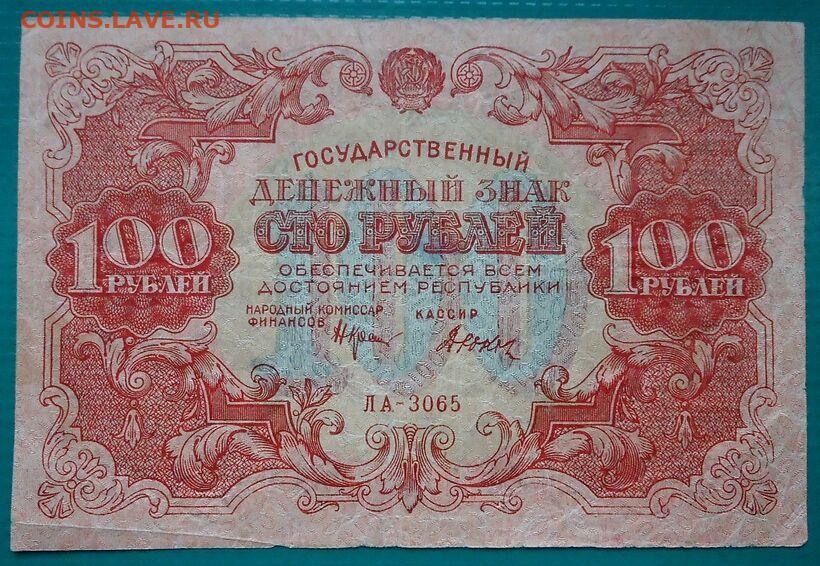 COINS.LAVE.RU
ГОСУДАРСТВЕННЫЙ
ДЕНЕЖНЫЙ ЗНАК
СТО РУБЛЕЙ
100
РУБЛЕЙ
100
РУБЛЕЙ
ОБЕСПЕЧИВАЕТСЯ ВСЕМ
ДОСТОЯНИЕМ РЕСПУБЛИКИ
НАРОДНЫЙ КОМИССАР
ФИНАНСОВ
КАССИР
100
ЛА-3065